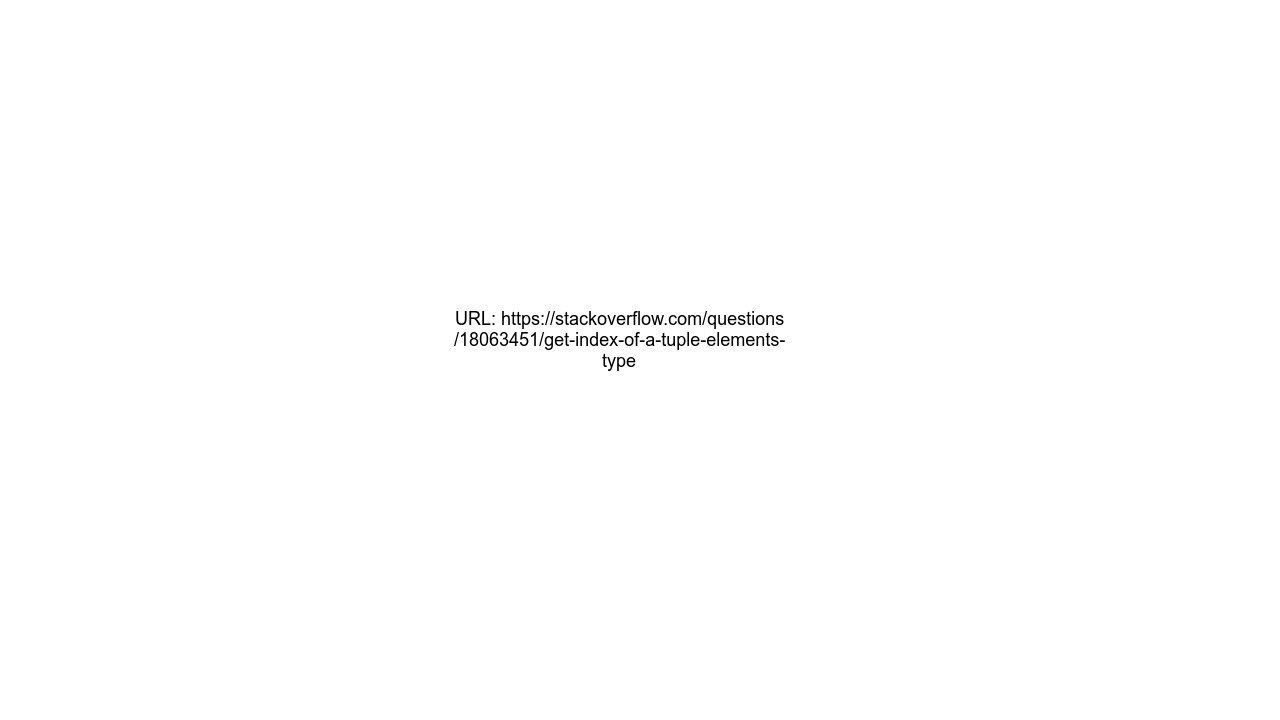 URL: https://stackoverflow.com/questions
/18063451/get-index-of-a-tuple-elements-
type